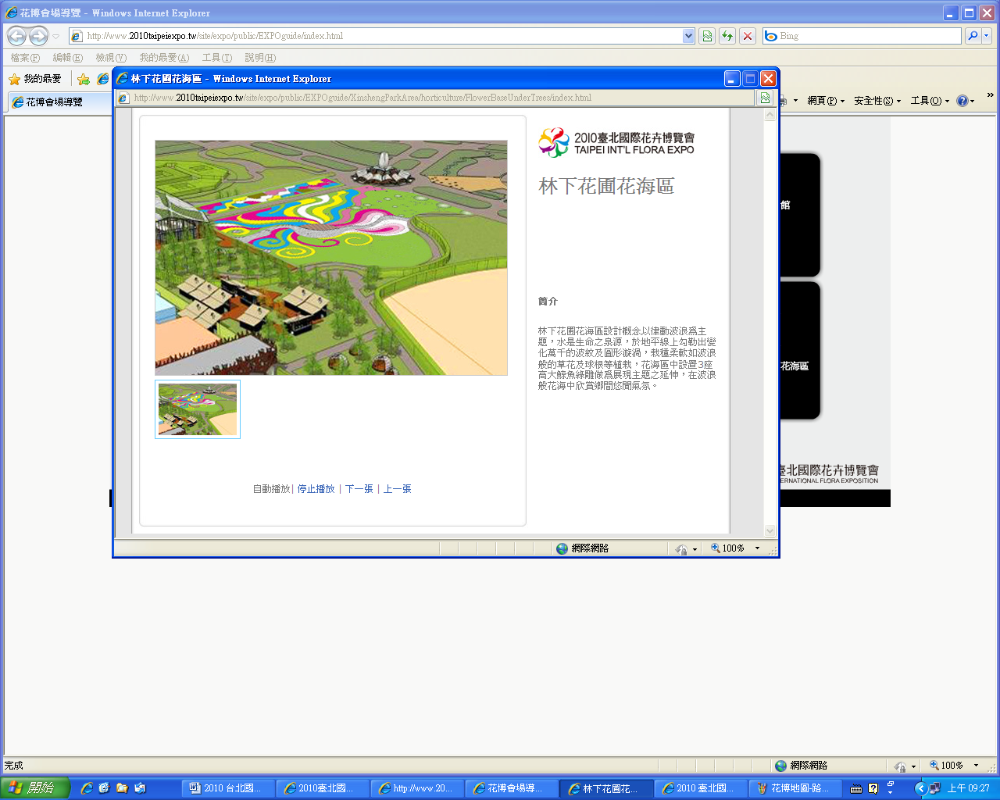 花博會場導覽 - Windows Internet Explorer
http://www.2010taipeiexpo.tw/site/expo/public/EXPOguide/index.html
Bing
檔案(F) 編輯(E) 檢視(V) 我的最愛(A) 工具(T) 說明(H)
我的最愛
花博會場導覽
網頁(P) 安全性(S) 工具(O)
林下花圃花海區 - Windows Internet Explorer
http://www.2010taipeiexpo.tw/site/expo/public/EXPOguide/XinshengParkArea/horticulture/FlowerBaseUnderTrees/index.html
2010臺北國際花卉博覽會
TAIPEI INT'L FLORA EXPO
林下花圃花海區
簡介
林下花圃花海區設計概念以律動波浪為主
題，水是生命之泉源，於地平線上勾勒出變
化萬千的波紋及圓形漩渦，栽種柔軟如波浪
般的草花及球根等植栽，花海區中設置3座
高大鯨魚綠雕做為展現主題之延伸，在波浪
般花海中欣賞鄉間悠閒氣氛。
自動播放| 停止播放 | 下一張 | 上一張
網際網路 100%
館
花海區
臺北國際花卉博覽會
RNATIONAL FLORA EXPOSITION
完成
網際網路 100%
開始
2010 台北國...
2010臺北國...
http://www.20...
花博會場導...
林下花圃花...
2010 臺北國...
花博地圖-路...
上午 09:27